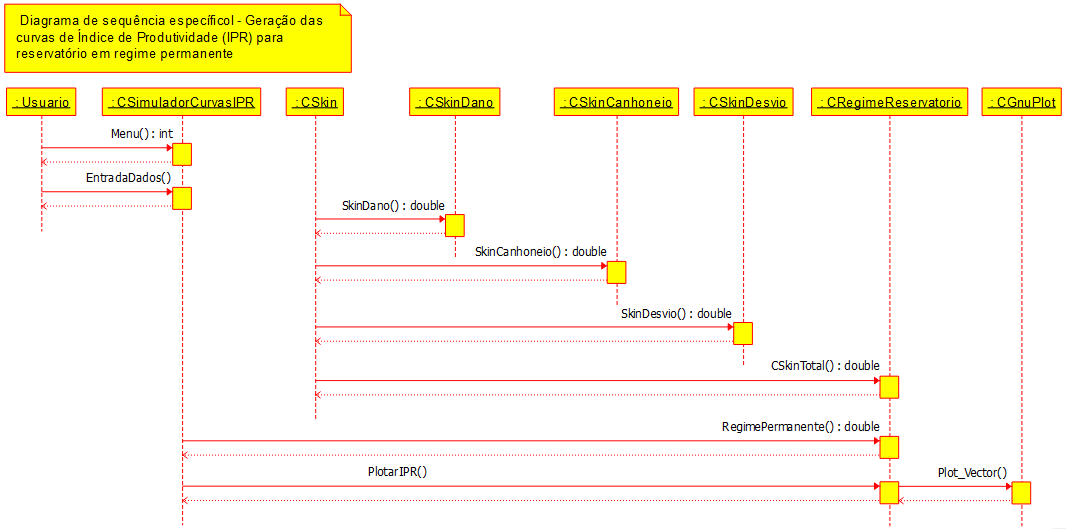 Diagrama de sequência específicol - Geração das
curvas de Índice de Produtividade (IPR) para
reservatório em regime permanente
: Usuario
: CSimuladorCurvasIPR
: CSkin
: CSkinDano
: CSkinCanhoneio
: CSkinDesvio
: CRegimeReservatorio
: CGnuPlot
Menu() : int
EntradaDados()
SkinDano() : double
SkinCanhoneio() : double
SkinDesvio() : double
CSkinTotal() : double
RegimePermanente() : double
PlotarIPR()
Plot_Vector()